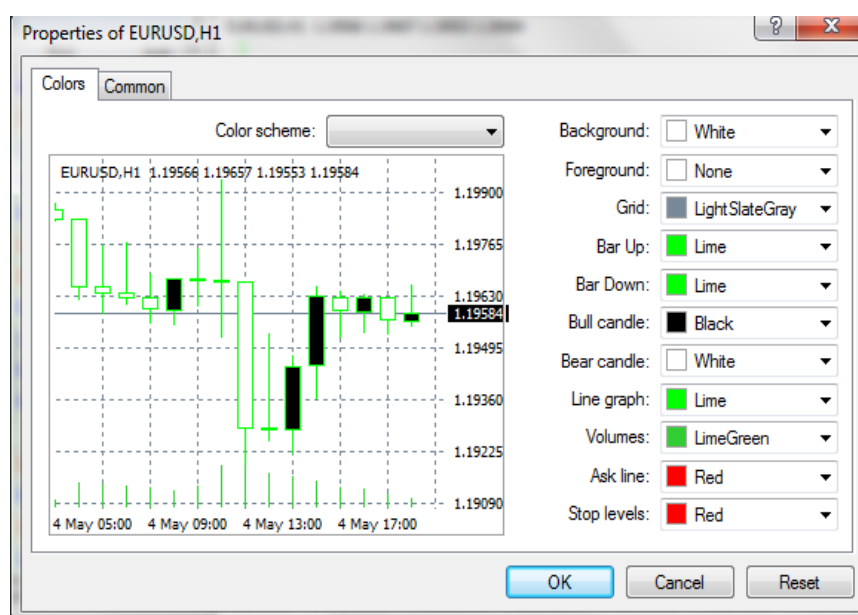 Properties of EURUSD,H1
Colors
Common
Color scheme:
EURUSD,H1 1.19566 1.19657 1.19553 1.19584
1.19900
1.19765
1.19630
1.19584
1.19495
1.19360
1.19225
1.19090
4 May 05:00 4 May 09:00 4 May 13:00 4 May 17:00
Background: White
Foreground: None
Grid: LightSlateGray
Bar Up: Lime
Bar Down: Lime
Bull candle: Black
Bear candle: White
Line graph: Lime
Volumes: LimeGreen
Ask line: Red
Stop levels: Red
OK
Cancel
Reset